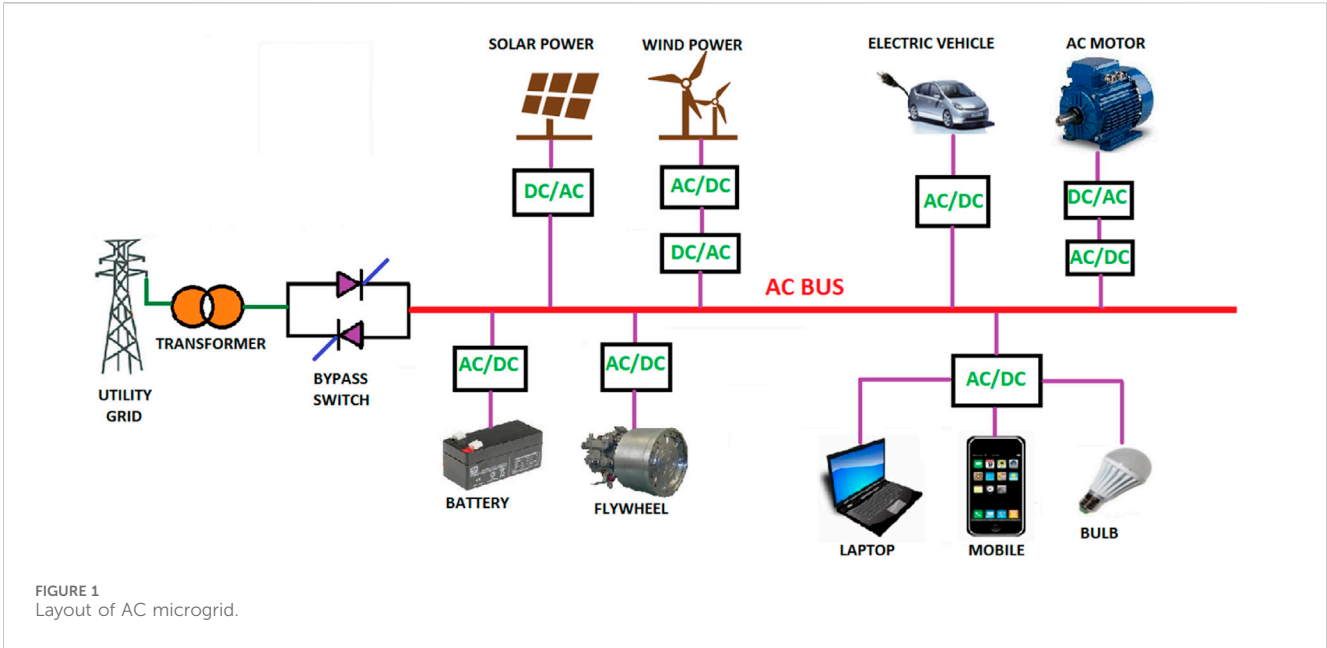 SOLAR POWER
WIND POWER
ELECTRIC VEHICLE
AC MOTOR
DC/AC
AC/DC
AC/DC
DC/AC
DC/AC
AC/DC
AC BUS
TRANSFORMER
UTILITY
GRID
BYPASS
SWITCH
AC/DC
AC/DC
AC/DC
BATTERY
FLYWHEEL
LAPTOP
MOBILE
BULB
FIGURE 1
Layout of AC microgrid.